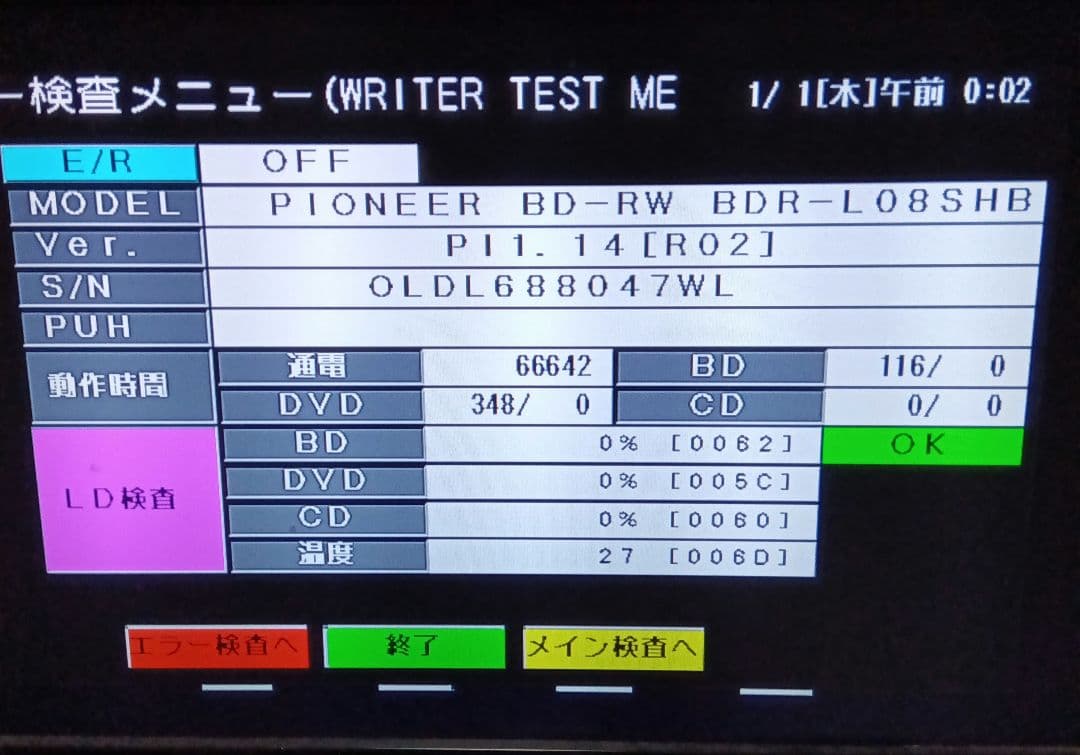 ー検査メニュー(WRITER TEST ME 1/ 1[木]午前 0:02
E/R OFF
MODEL PIONEER BD-RW BDR-L08SHB
Ver. PI1.14[R02]
S/N OLDL688047WL
PUH
動作時間 通電 66642 BD 116/ 0
DVD 348/ 0 CD 0/ 0
LD検査 BD 0% [0062] OK
DVD 0% [005C]
CD 0% [0060]
温度 27 [006D]
エラー検査へ 終了 メイン検査へ